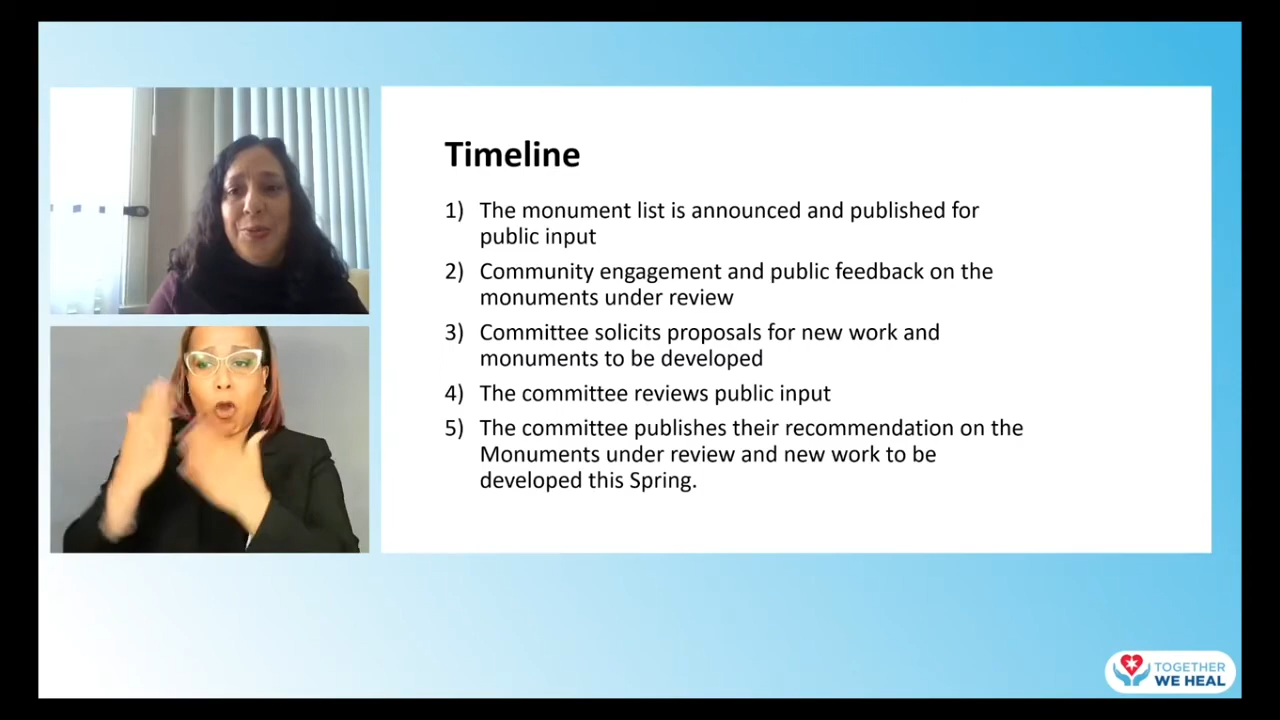 Timeline
1) The monument list is announced and published for
public input
2) Community engagement and public feedback on the
monuments under review
3) Committee solicits proposals for new work and
monuments to be developed
4) The committee reviews public input
5) The committee publishes their recommendation on the
Monuments under review and new work to be
developed this Spring.
TOGETHER
WE HEAL